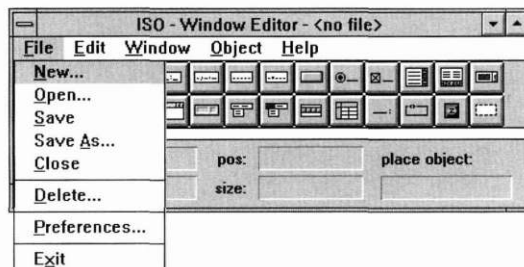 ISO - Window Editor - <no file>
File Edit Window Object Help
New...
Open...
Save
Save As...
Close
Delete...
Preferences...
Exit
pos:
place object:
size: